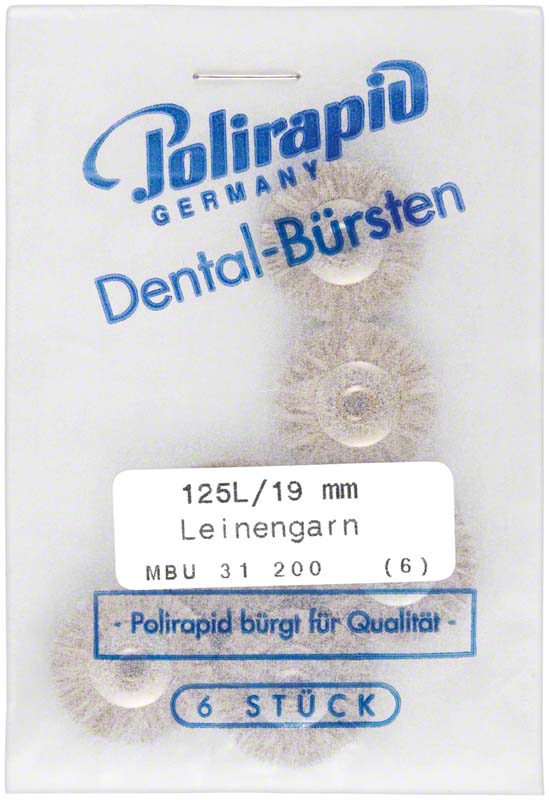 Polirapid
GERMANY
Dental-Bürsten
125L/19 mm
Leinengarn
MBU 31 200 (6)
- Polirapid bürgt für Qualität -
6 STÜCK